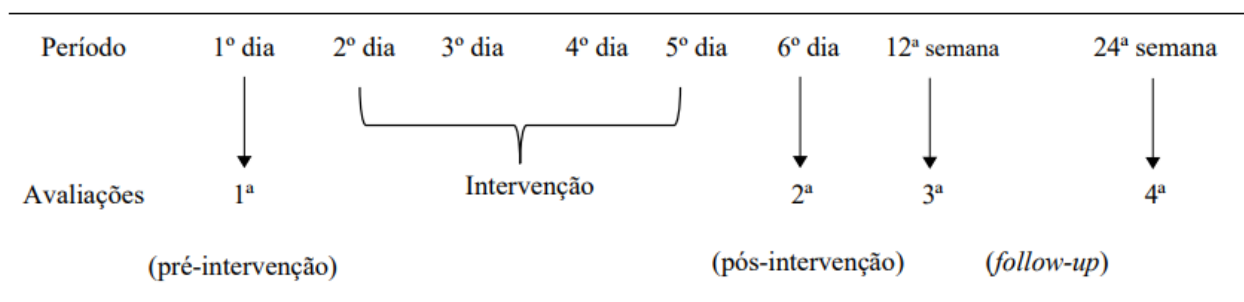 Período 1º dia 2º dia 3º dia 4º dia 5º dia 6º dia 12ª semana 24ª semana
Avaliações 1ª Intervenção 2ª 3ª 4ª
(pré-intervenção) (pós-intervenção) (follow-up)